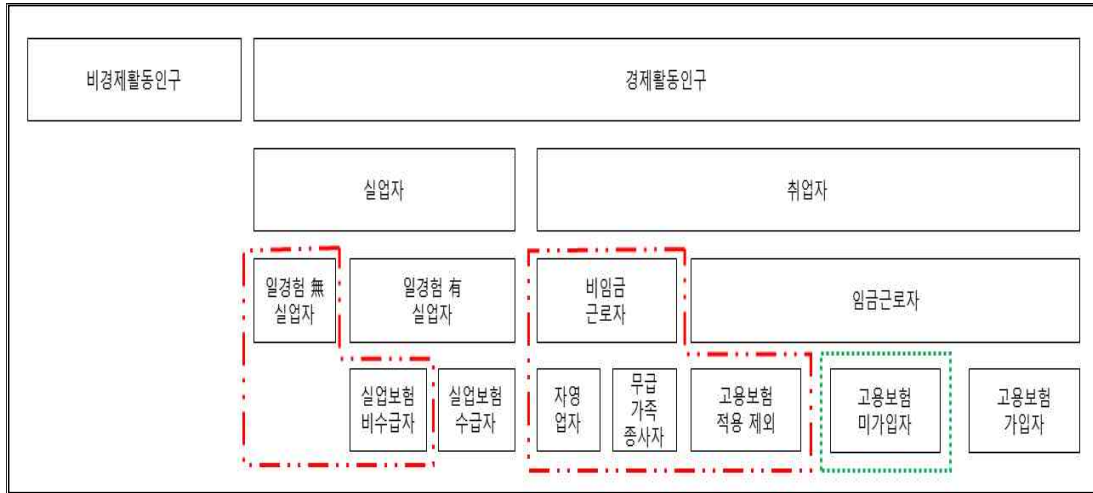 비경제활동인구
경제활동인구
실업자
취업자
일경험 無
실업자
일경험 有
실업자
비임금
근로자
임금근로자
실업보험
비수급자
실업보험
수급자
자영
업자
무급
가족
종사자
고용보험
적용 제외
고용보험
미가입자
고용보험
가입자